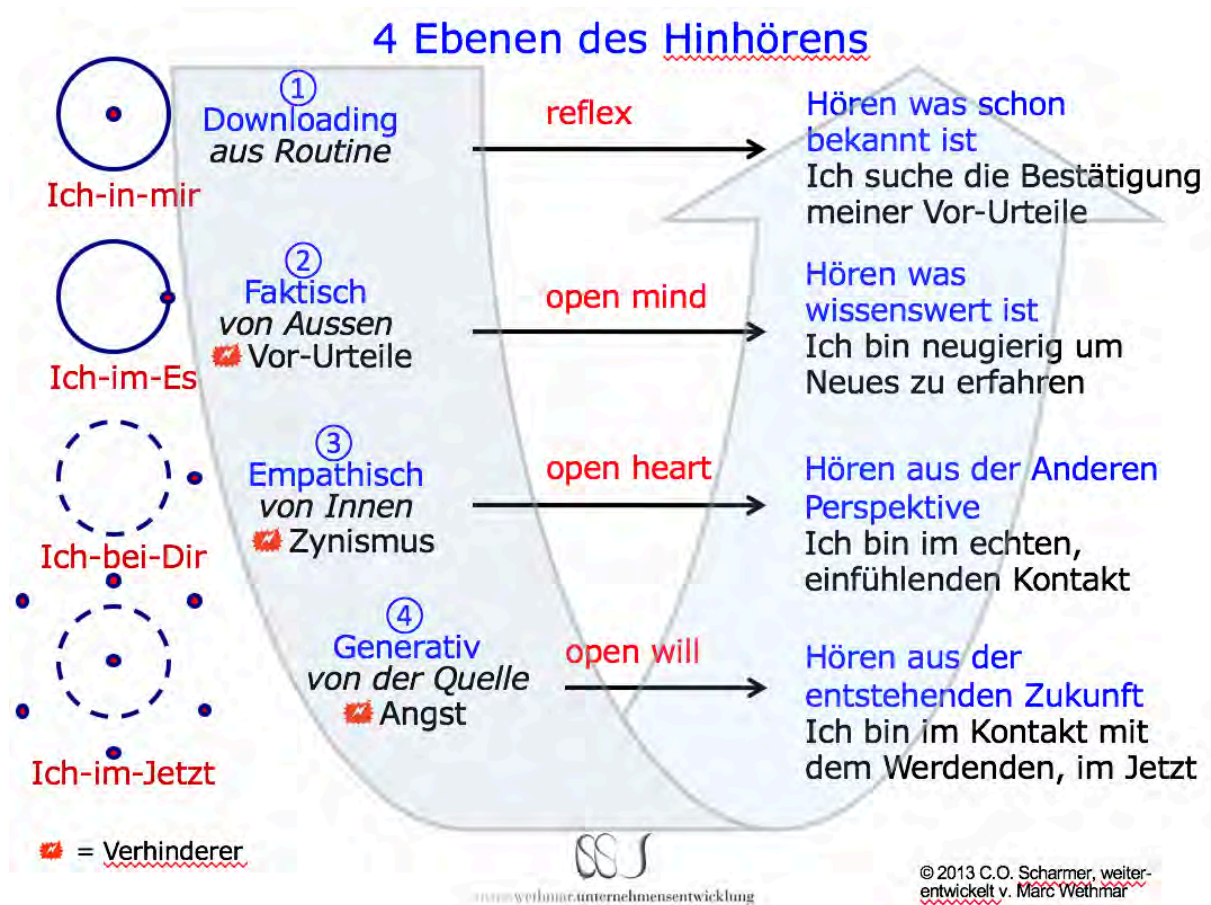 4 Ebenen des Hinhörens
①
Downloading
aus Routine
Ich-in-mir
reflex
Hören was schon
bekannt ist
Ich suche die Bestätigung
meiner Vor-Urteile
②
Faktisch
von Aussen
Vor-Urteile
Ich-im-Es
open mind
Hören was
wissenswert ist
Ich bin neugierig um
Neues zu erfahren
③
Empathisch
von Innen
Zynismus
Ich-bei-Dir
open heart
Hören aus der Anderen
Perspektive
Ich bin im echten,
einfühlenden Kontakt
④
Generativ
von der Quelle
Angst
Ich-im-Jetzt
open will
Hören aus der
entstehenden Zukunft
Ich bin im Kontakt mit
dem Werdenden, im Jetzt
= Verhinderer
wethmar.unternehmensentwicklung
© 2013 C.O. Scharmer, weiter-
entwickelt v. Marc Wethmar